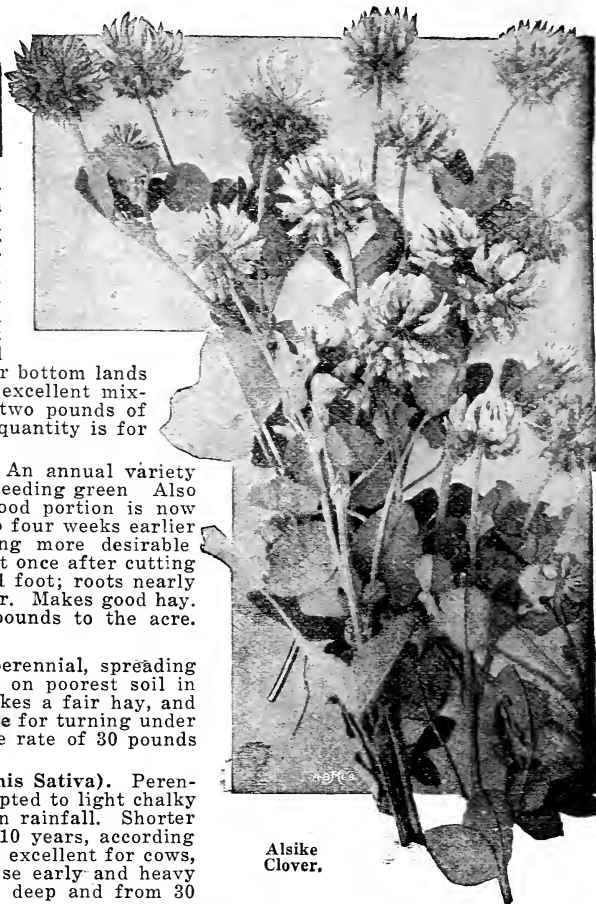 r bottom lands
excellent mix-
two pounds of
quantity is for
An annual variety
eeding green Also
ood portion is now
four weeks earlier
ng more desirable
t once after cutting
foot; roots nearly
r. Makes good hay.
pounds to the acre.
erennial, spreading
on poorest soil in
kes a fair hay, and
e for turning under
e rate of 30 pounds
nis Sativa). Peren-
pted to light chalky
n rainfall. Shorter
10 years, according
excellent for cows,
se early and heavy
deep and from 30
Alsike
Clover.